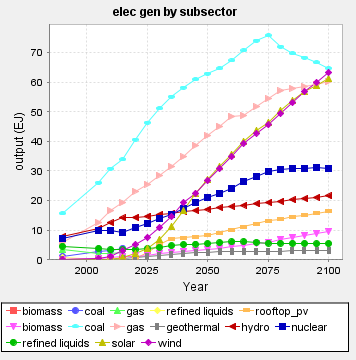 elec gen by subsector
output (EJ)
70
60
50
40
30
20
10
0
2000 2025 2050 2075 2100
Year
biomass coal gas refined liquids rooftop_pv
biomass coal gas geothermal hydro nuclear
refined liquids solar wind